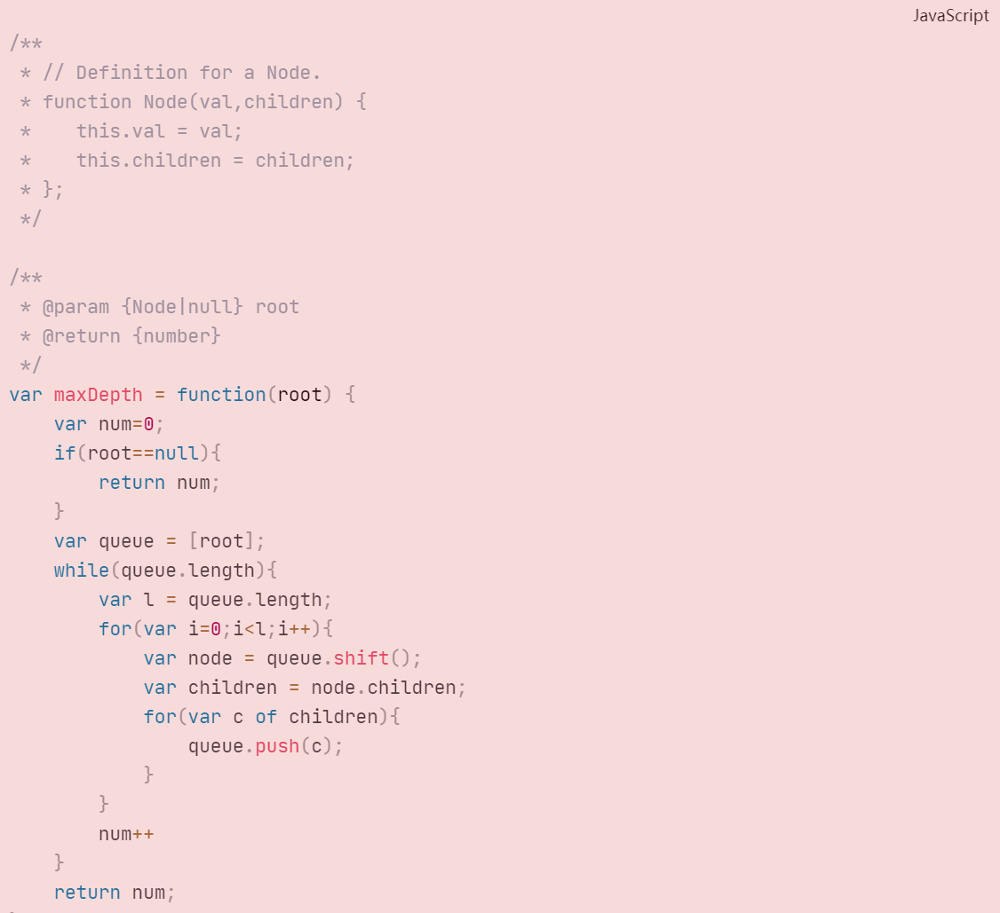 JavaScript
/**
 * // Definition for a Node.
 * function Node(val,children) {
 *    this.val = val;
 *    this.children = children;
 * };
 */

/**
 * @param {Node|null} root
 * @return {number}
 */
var maxDepth = function(root) {
    var num=0;
    if(root==null){
        return num;
    }
    var queue = [root];
    while(queue.length){
        var l = queue.length;
        for(var i=0;i<l;i++){
            var node = queue.shift();
            var children = node.children;
            for(var c of children){
                queue.push(c);
            }
        }
        num++
    }
    return num;